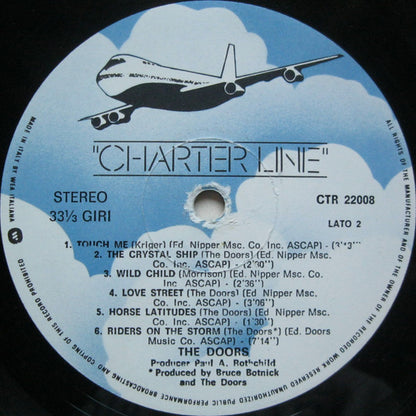 "CHARTER LINE"
STEREO
33⅓ GIRI
CTR 22008
LATO 2
1. TOUCH ME (Kriger) (Ed. Nipper Msc. Co. Inc. ASCAP) -
2. THE CRYSTAL SHIP (The Doors) (Ed. Nipper Msc.
Co. Inc. ASCAP) - (2'30")
3. WILD CHILD (Morrison) (Ed. Nipper Msc. Co. Inc.
ASCAP) - (2'36")
4. LOVE STREET (The Doors) (Ed. Nipper Msc.
Co. Inc. ASCAP) - (3'06")
5. HORSE LATITUDES (The Doors) (Ed. Nipper Msc.
Co. Inc. ASCAP) - (1'30")
6. RIDERS ON THE STORM (The Doors*) (Ed. Doors
Music Co. ASCAP) - (7'14")
THE DOORS
Producer Paul A. Rothchild
* Produced by Bruce Botnick
and The Doors
MADE IN ITALY BY WEA ITALIANA
ALL RIGHTS OF THE MANUFACTURER AND OF THE OWNER OF THE RECORDED WORK RESERVED UNAUTHORIZED PUBLIC PERFORMANCE BROADCASTING AND COPYING OF THIS RECORD PROHIBITED